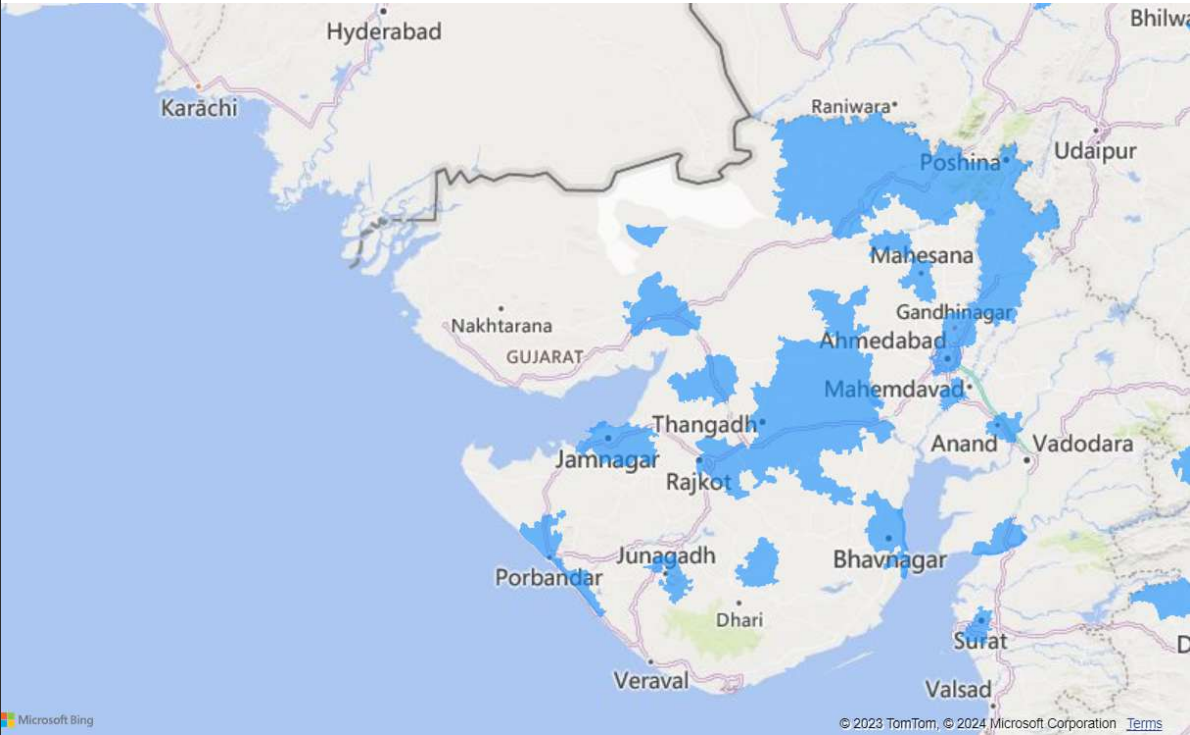 Hyderabad
Bhilwa
Karāchi
Raniwara
Udaipur
Poshina
Mahesana
Nakhtarana
Gandhinagar
GUJARAT
Ahmedabad
Mahemdavad
Thangadh
Anand
Vadodara
Jamnagar
Rajkot
Junagadh
Bhavnagar
Porbandar
Dhari
Surat
D
Veraval
Valsad
Microsoft Bing
© 2023 TomTom, © 2024 Microsoft Corporation Terms